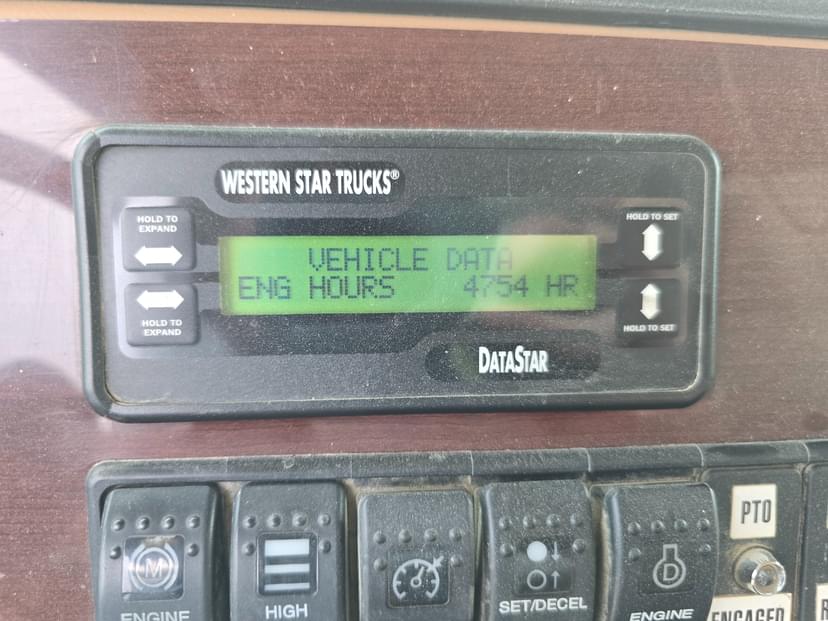 WESTERN STAR TRUCKS®
HOLD TO
EXPAND
HOLD TO SET
VEHICLE DATA
ENG HOURS 4754 HR
HOLD TO
EXPAND
HOLD TO SET
DATASTAR
PTO
M
D
HIGH
SET/DECEL
ENGINE
ENGINE
ENGAGED